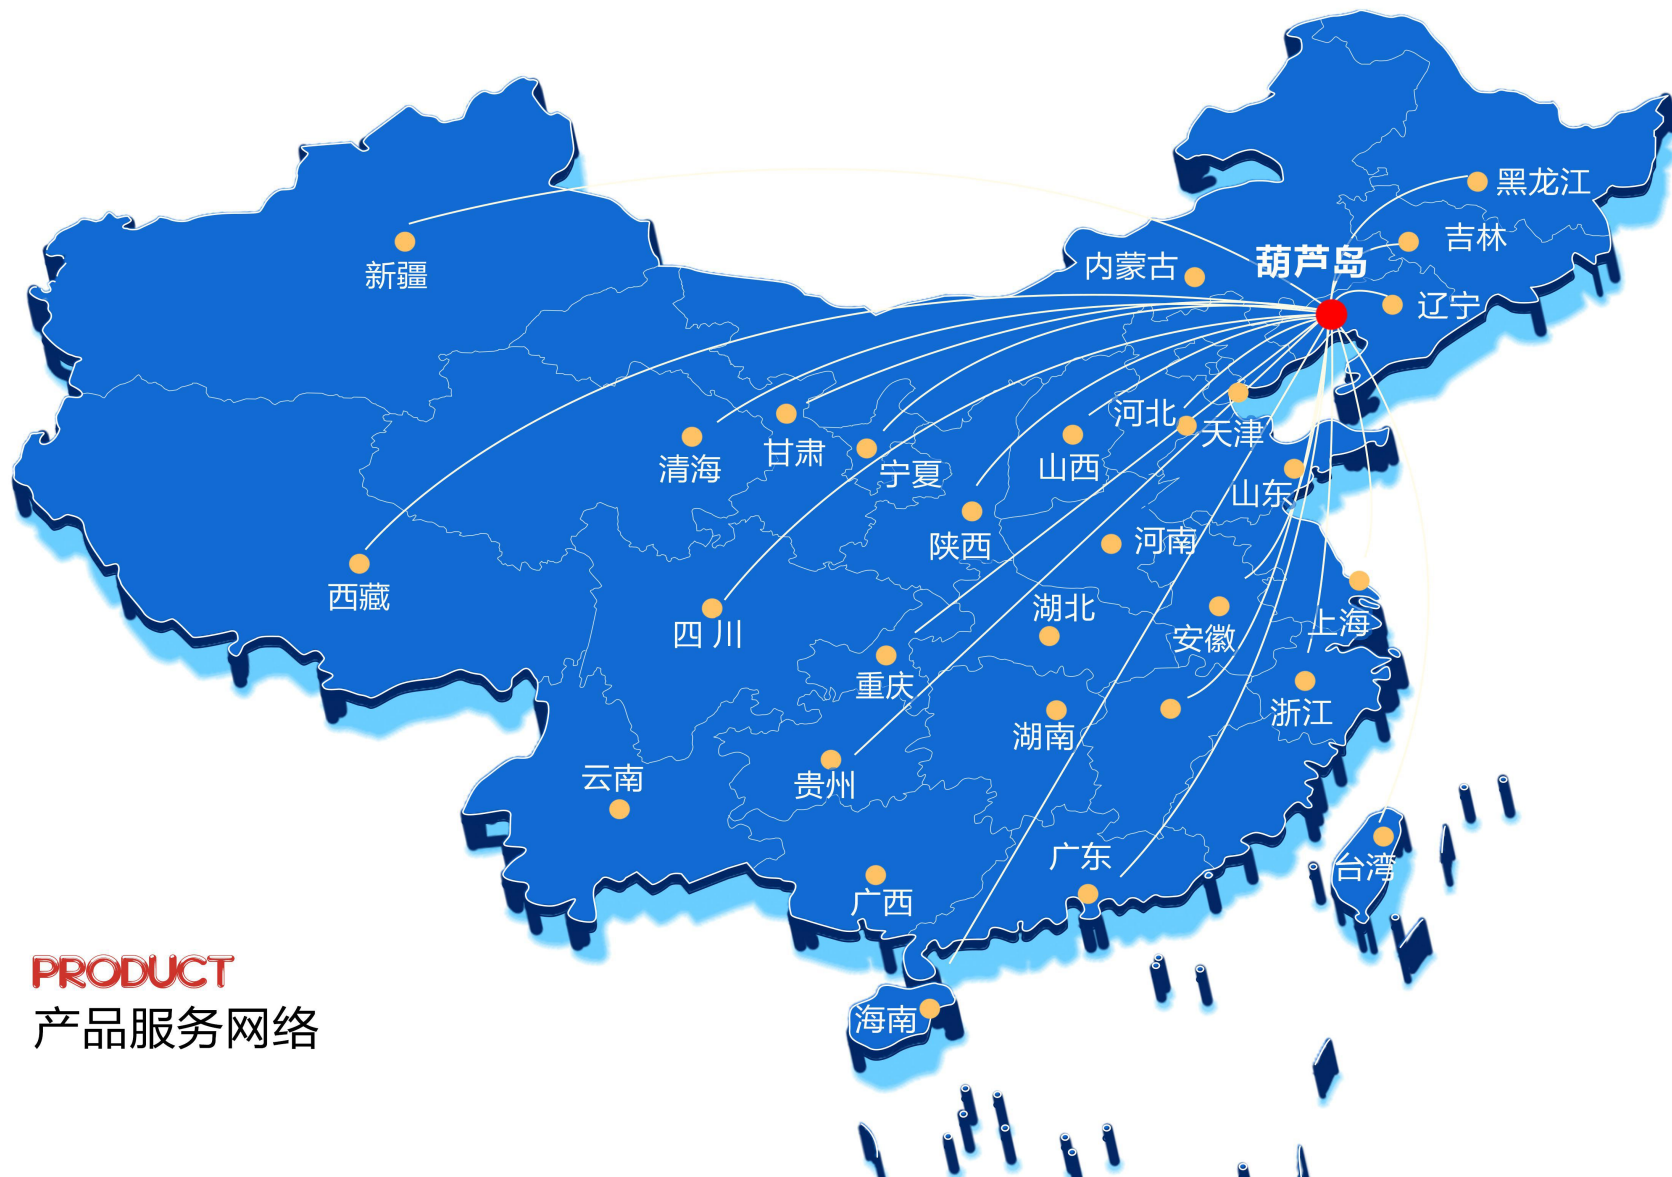 黑龙江
吉林
内蒙古
葫芦岛
新疆
辽宁
河北
天津
甘肃
清海
宁夏
山西
山东
陕西
河南
西藏
湖北
四 川
安徽
上海
重庆
浙江
湖南
云南
贵州
广东
台湾
广西
PRODUCT
产品服务网络
海南